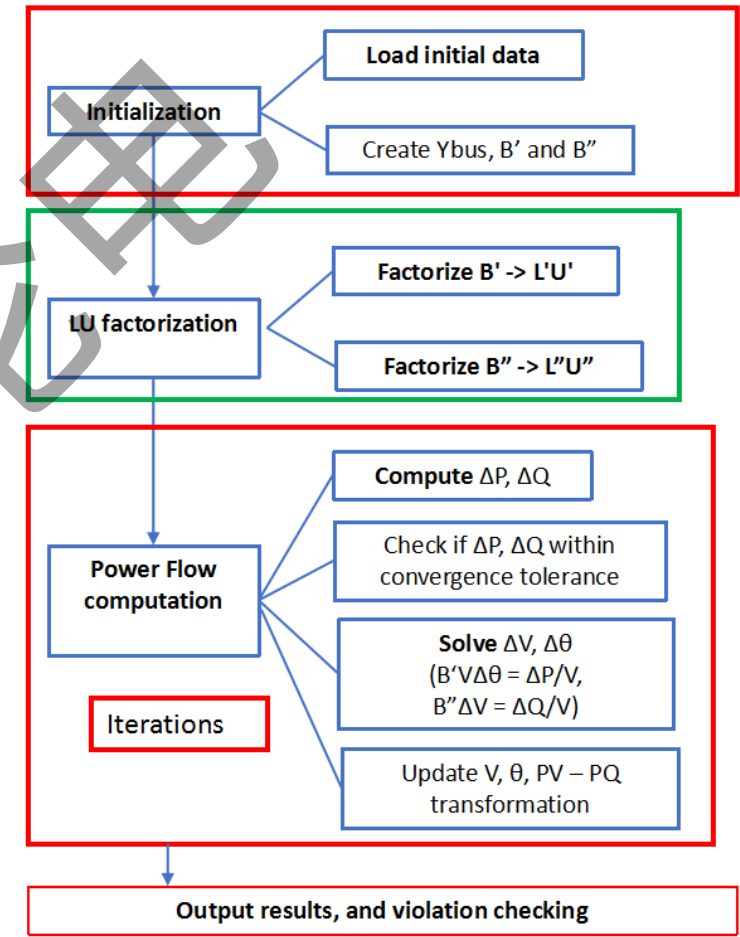 Load initial data
Initialization
Create Ybus, B’ and B”
Factorize B' -> L'U'
LU factorization
Factorize B” -> L”U”
Compute ΔP, ΔQ
Check if ΔP, ΔQ within
convergence tolerance
Power Flow
computation
Solve ΔV, Δθ
(B‘VΔθ = ΔP/V,
B”ΔV = ΔQ/V)
Iterations
Update V, θ, PV – PQ
transformation
Output results, and violation checking